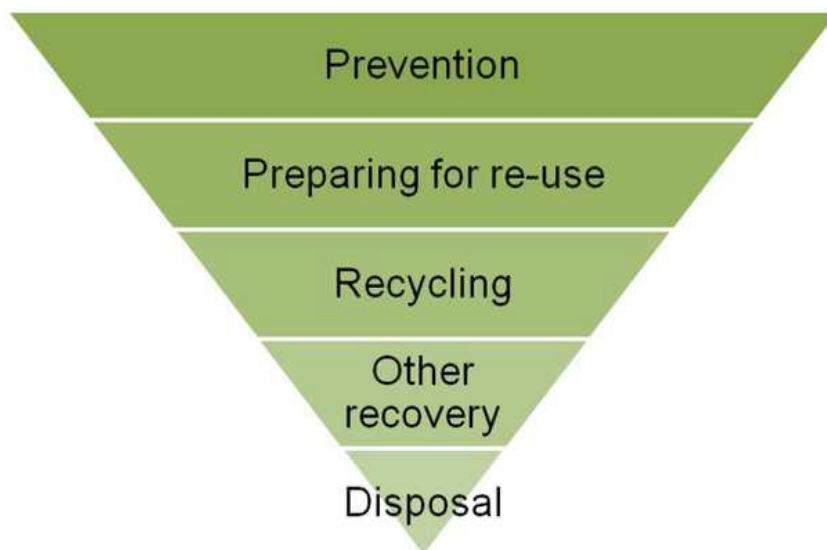 Prevention
Preparing for re-use
Recycling
Other
recovery
Disposal